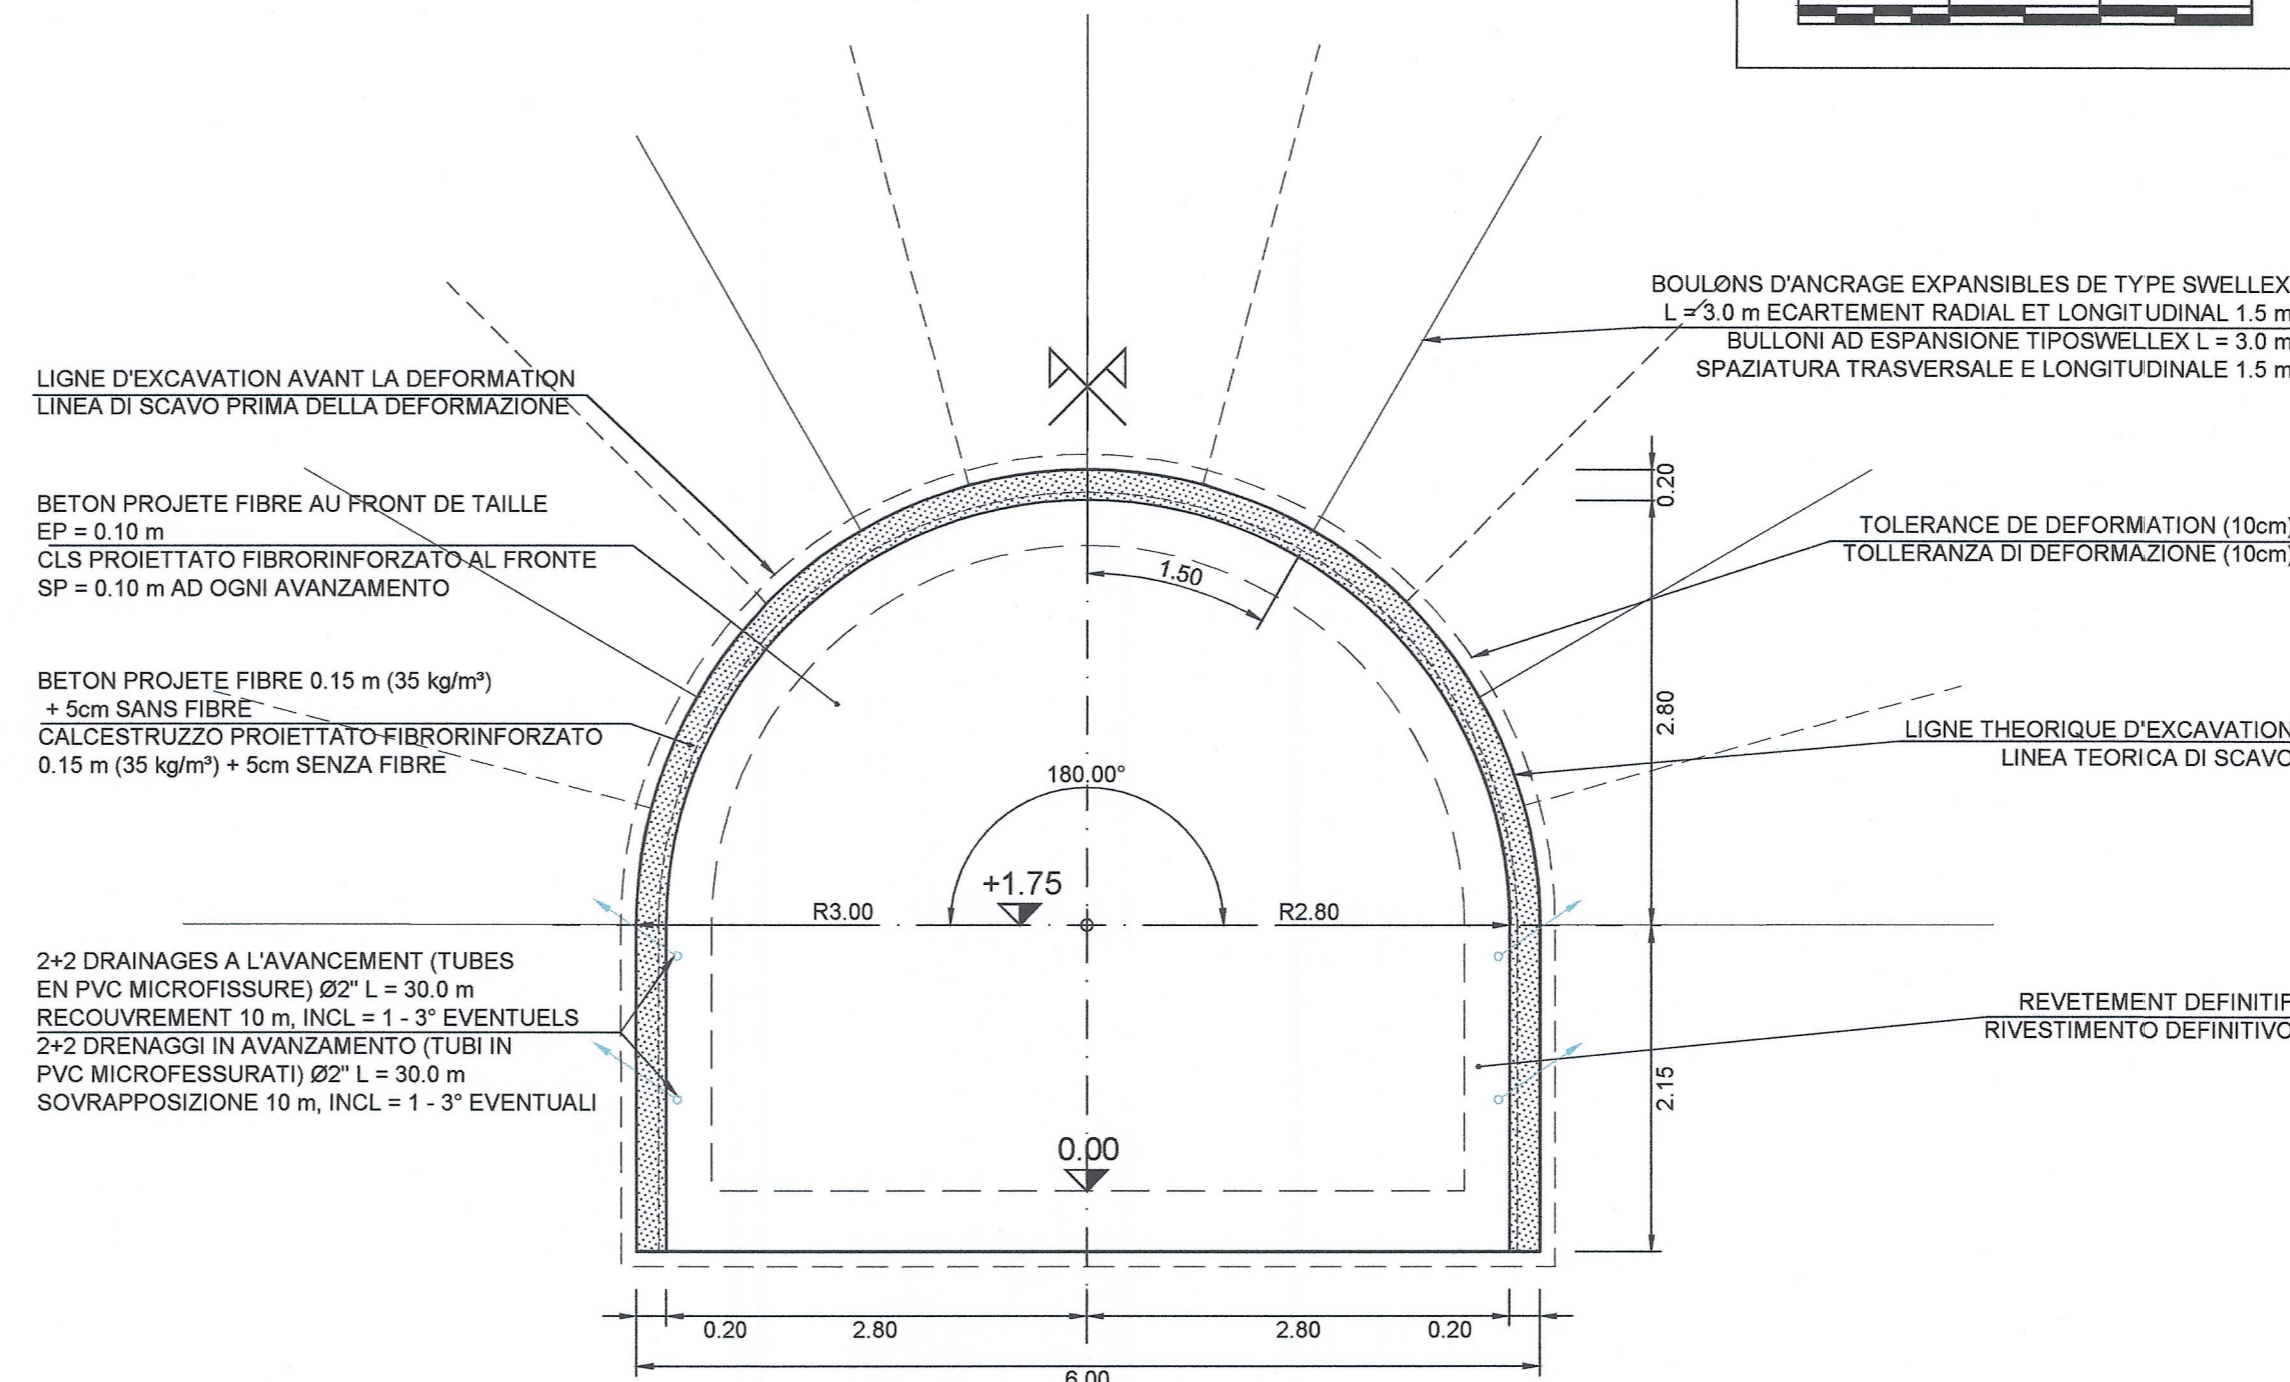 BOULONS D'ANCRAGE EXPANSIBLES DE TYPE SWELLEX
L = 3.0 m ECARTEMENT RADIAL ET LONGITUDINAL 1.5 m
BULLONI AD ESPANSIONE TIPOSWELLEX L = 3.0 m
SPAZIATURA TRASVERSALE E LONGITUDINALE 1.5 m
LIGNE D'EXCAVATION AVANT LA DEFORMATION
LINEA DI SCAVO PRIMA DELLA DEFORMAZIONE
0.20
BETON PROJETE FIBRE AU FRONT DE TAILLE
EP = 0.10 m
CLS PROIETTATO FIBRORINFORZATO AL FRONTE
SP = 0.10 m AD OGNI AVANZAMENTO
TOLERANCE DE DEFORMATION (10cm)
TOLLERANZA DI DEFORMAZIONE (10cm)
1.50
BETON PROJETE FIBRE 0.15 m (35 kg/m³)
+ 5cm SANS FIBRE
CALCESTRUZZO PROIETTATO FIBRORINFORZATO
0.15 m (35 kg/m³) + 5cm SENZA FIBRE
2.80
LIGNE THEORIQUE D'EXCAVATION
LINEA TEORICA DI SCAVO
180.00°
+1.75
R3.00
R2.80
2+2 DRAINAGES A L'AVANCEMENT (TUBES
EN PVC MICROFISSURE) Ø2" L = 30.0 m
RECOUVREMENT 10 m, INCL = 1 - 3° EVENTUELS
2+2 DRENAGGI IN AVANZAMENTO (TUBI IN
PVC MICROFESSURATI) Ø2" L = 30.0 m
SOVRAPPOSIZIONE 10 m, INCL = 1 - 3° EVENTUALI
REVETEMENT DEFINITIF
RIVESTIMENTO DEFINITIVO
2.15
0.00
0.20
2.80
2.80
0.20
6.00